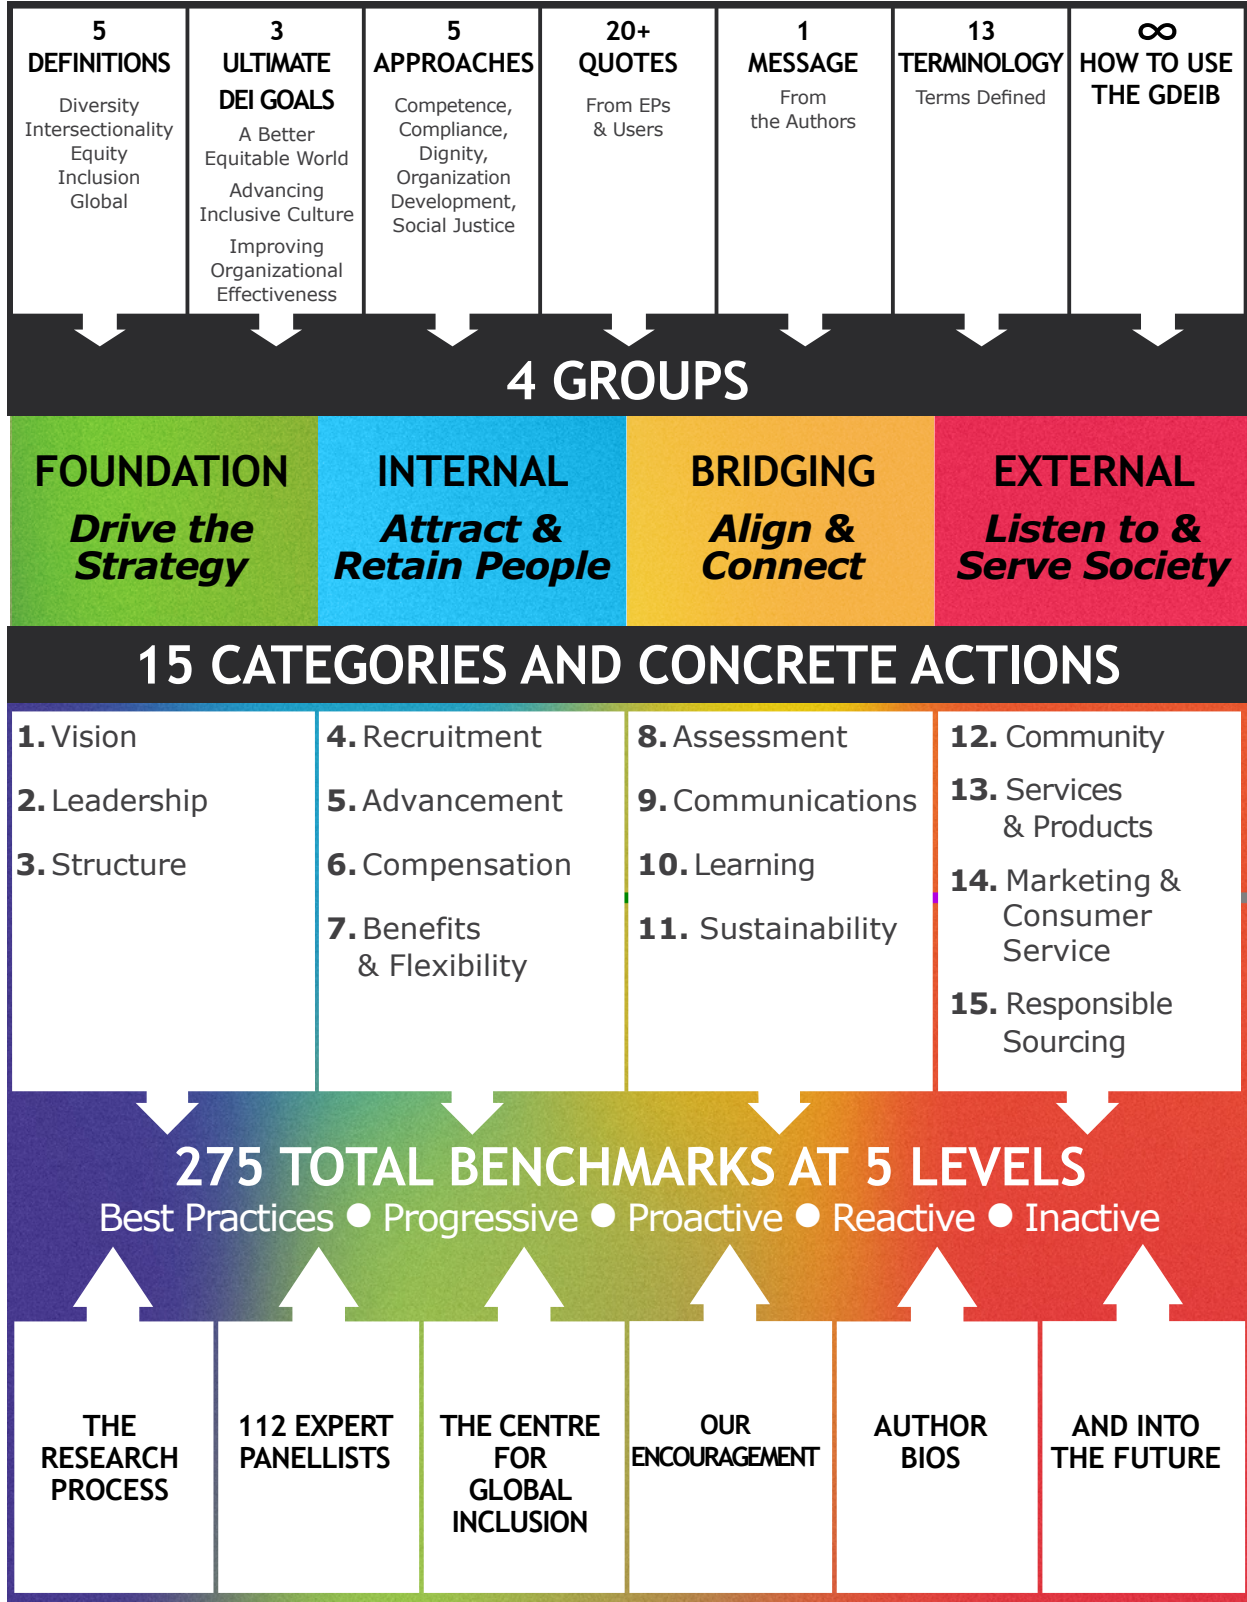 5
DEFINITIONS
Diversity
Intersectionality
Equity
Inclusion
Global
3
ULTIMATE
DEI GOALS
A Better
Equitable World
Advancing
Inclusive Culture
Improving
Organizational
Effectiveness
5
APPROACHES
Competence,
Compliance,
Dignity,
Organization
Development,
Social Justice
20+
QUOTES
From EPs
& Users
1
MESSAGE
From
the Authors
13
TERMINOLOGY
Terms Defined
∞
HOW TO USE
THE GDEIB
4 GROUPS
FOUNDATION
Drive the
Strategy
INTERNAL
Attract &
Retain People
BRIDGING
Align &
Connect
EXTERNAL
Listen to &
Serve Society
15 CATEGORIES AND CONCRETE ACTIONS
1. Vision
2. Leadership
3. Structure
4. Recruitment
5. Advancement
6. Compensation
7. Benefits
& Flexibility
8. Assessment
9. Communications
10. Learning
11. Sustainability
12. Community
13. Services
& Products
14. Marketing &
Consumer
Service
15. Responsible
Sourcing
275 TOTAL BENCHMARKS AT 5 LEVELS
Best Practices ● Progressive ● Proactive ● Reactive ● Inactive
THE
RESEARCH
PROCESS
112 EXPERT
PANELLISTS
THE CENTRE
FOR
GLOBAL
INCLUSION
OUR
ENCOURAGEMENT
AUTHOR
BIOS
AND INTO
THE FUTURE